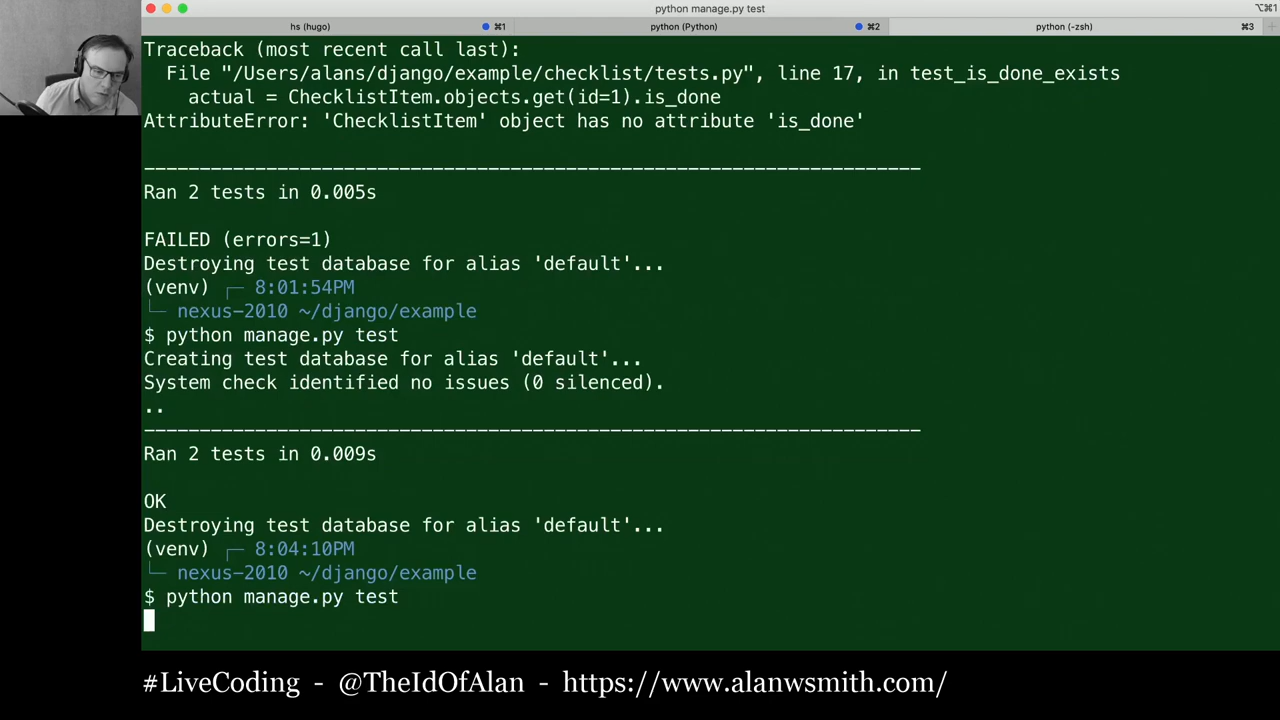 python manage.py test
⌥⌘1
hs (hugo)
⌘1
python (Python)
⌘2
python (-zsh)
⌘3
Traceback (most recent call last):
File "/Users/alans/django/example/checklist/tests.py", line 17, in test_is_done_exists
actual = ChecklistItem.objects.get(id=1).is_done
AttributeError: 'ChecklistItem' object has no attribute 'is_done'
----------------------------------------------------------------------
Ran 2 tests in 0.005s
FAILED (errors=1)
Destroying test database for alias 'default'...
(venv) ┌─ 8:01:54PM
└─ nexus-2010 ~/django/example
$ python manage.py test
Creating test database for alias 'default'...
System check identified no issues (0 silenced).
..
----------------------------------------------------------------------
Ran 2 tests in 0.009s
OK
Destroying test database for alias 'default'...
(venv) ┌─ 8:04:10PM
└─ nexus-2010 ~/django/example
$ python manage.py test
#LiveCoding - @TheIdOfAlan - https://www.alanwsmith.com/